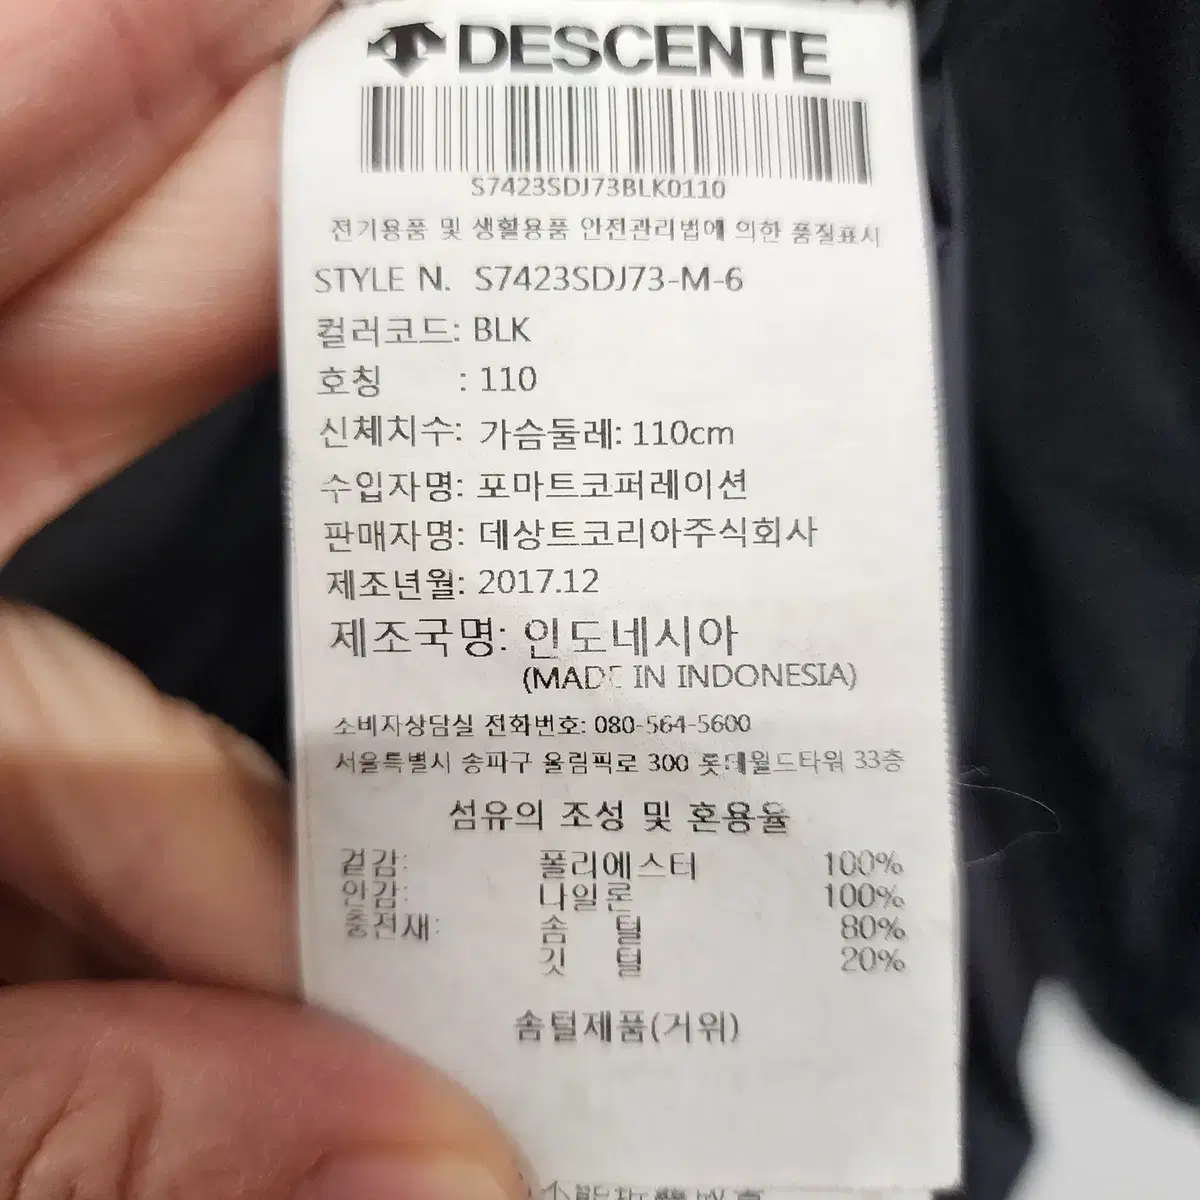 DESCENTE
S7423SDJ73BLK0110
전기용품 및 생활용품 안전관리법에 의한 품질표시
STYLE N. S7423SDJ73-M-6
컬러코드: BLK
호칭 : 110
신체치수: 가슴둘레: 110cm
수입자명: 포마트코퍼레이션
판매자명: 데상트코리아주식회사
제조년월: 2017.12
제조국명: 인도네시아
(MADE IN INDONESIA)
소비자상담실 전화번호: 080-564-5600
서울특별시 송파구 올림픽로 300 롯데월드타워 33층
섬유의 조성 및 혼용율
겉감: 폴리에스터 100%
안감: 나일론 100%
충전재: 솜 털 80%
깃 털 20%
솜털제품(거위)